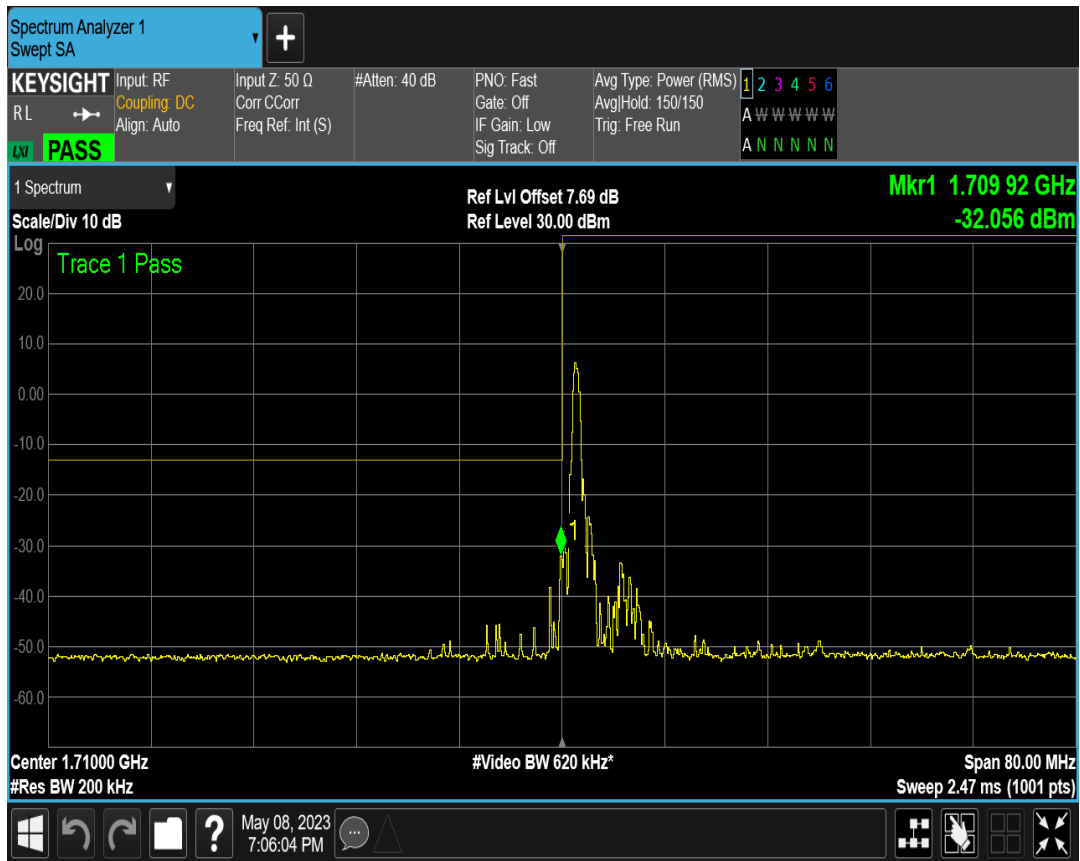 Spectrum Analyzer 1
Swept SA
+
KEYSIGHT
RL
LXI PASS
Input: RF
Coupling: DC
Align: Auto
Input Z: 50 Ω
Corr CCorr
Freq Ref: Int (S)
#Atten: 40 dB
PNO: Fast
Gate: Off
IF Gain: Low
Sig Track: Off
Avg Type: Power (RMS)
Avg|Hold: 150/150
Trig: Free Run
1 2 3 4 5 6
A W W W W W
A N N N N N
1 Spectrum
Scale/Div 10 dB
Ref Lvl Offset 7.69 dB
Ref Level 30.00 dBm
Mkr1 1.709 92 GHz
-32.056 dBm
Log
Trace 1 Pass
20.0
10.0
0.00
-10.0
-20.0
-30.0
-40.0
-50.0
-60.0
1
Center 1.71000 GHz
#Res BW 200 kHz
#Video BW 620 kHz*
Span 80.00 MHz
Sweep 2.47 ms (1001 pts)
?
May 08, 2023
7:06:04 PM